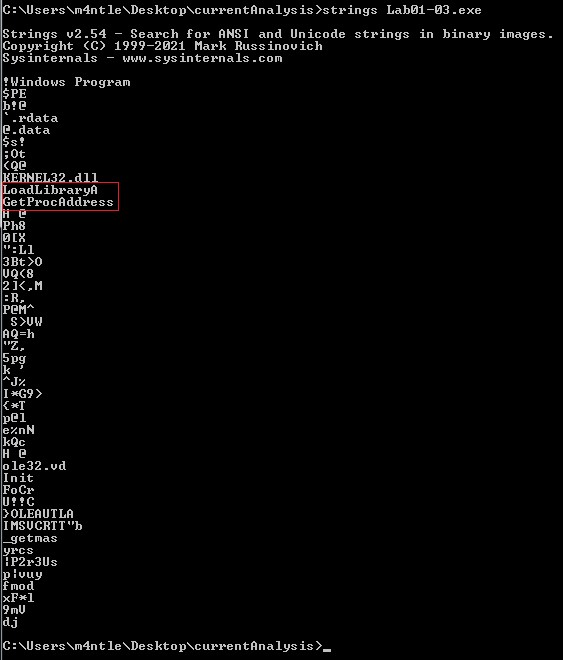 C:\Users\m4ntle\Desktop\currentAnalysis>strings Lab01-03.exe
Strings v2.54 - Search for ANSI and Unicode strings in binary images.
Copyright (C) 1999-2021 Mark Russinovich
Sysinternals - www.sysinternals.com
!Windows Program
$PE
b!@
`.rdata
@.data
$s!
;Ot
(Q@
KERNEL32.dll
LoadLibraryA
GetProcAddress
H @
Ph8
0[X
":Ll
3Bt>O
VQ(8
2]<,M
:R,
P@M^
S>VW
AQ=h
"Z,
5pg
k '
^J%
I*G9>
{*T
p@l
e%nN
kQc
H @
ole32.vd
Init
FoCr
U!!C
}OLEAUTLA
IMSVCRTT"b
_getmas
yrcs
|P2r3Us
p|vuy
fmod
xF*l
9mV
dj
C:\Users\m4ntle\Desktop\currentAnalysis>_